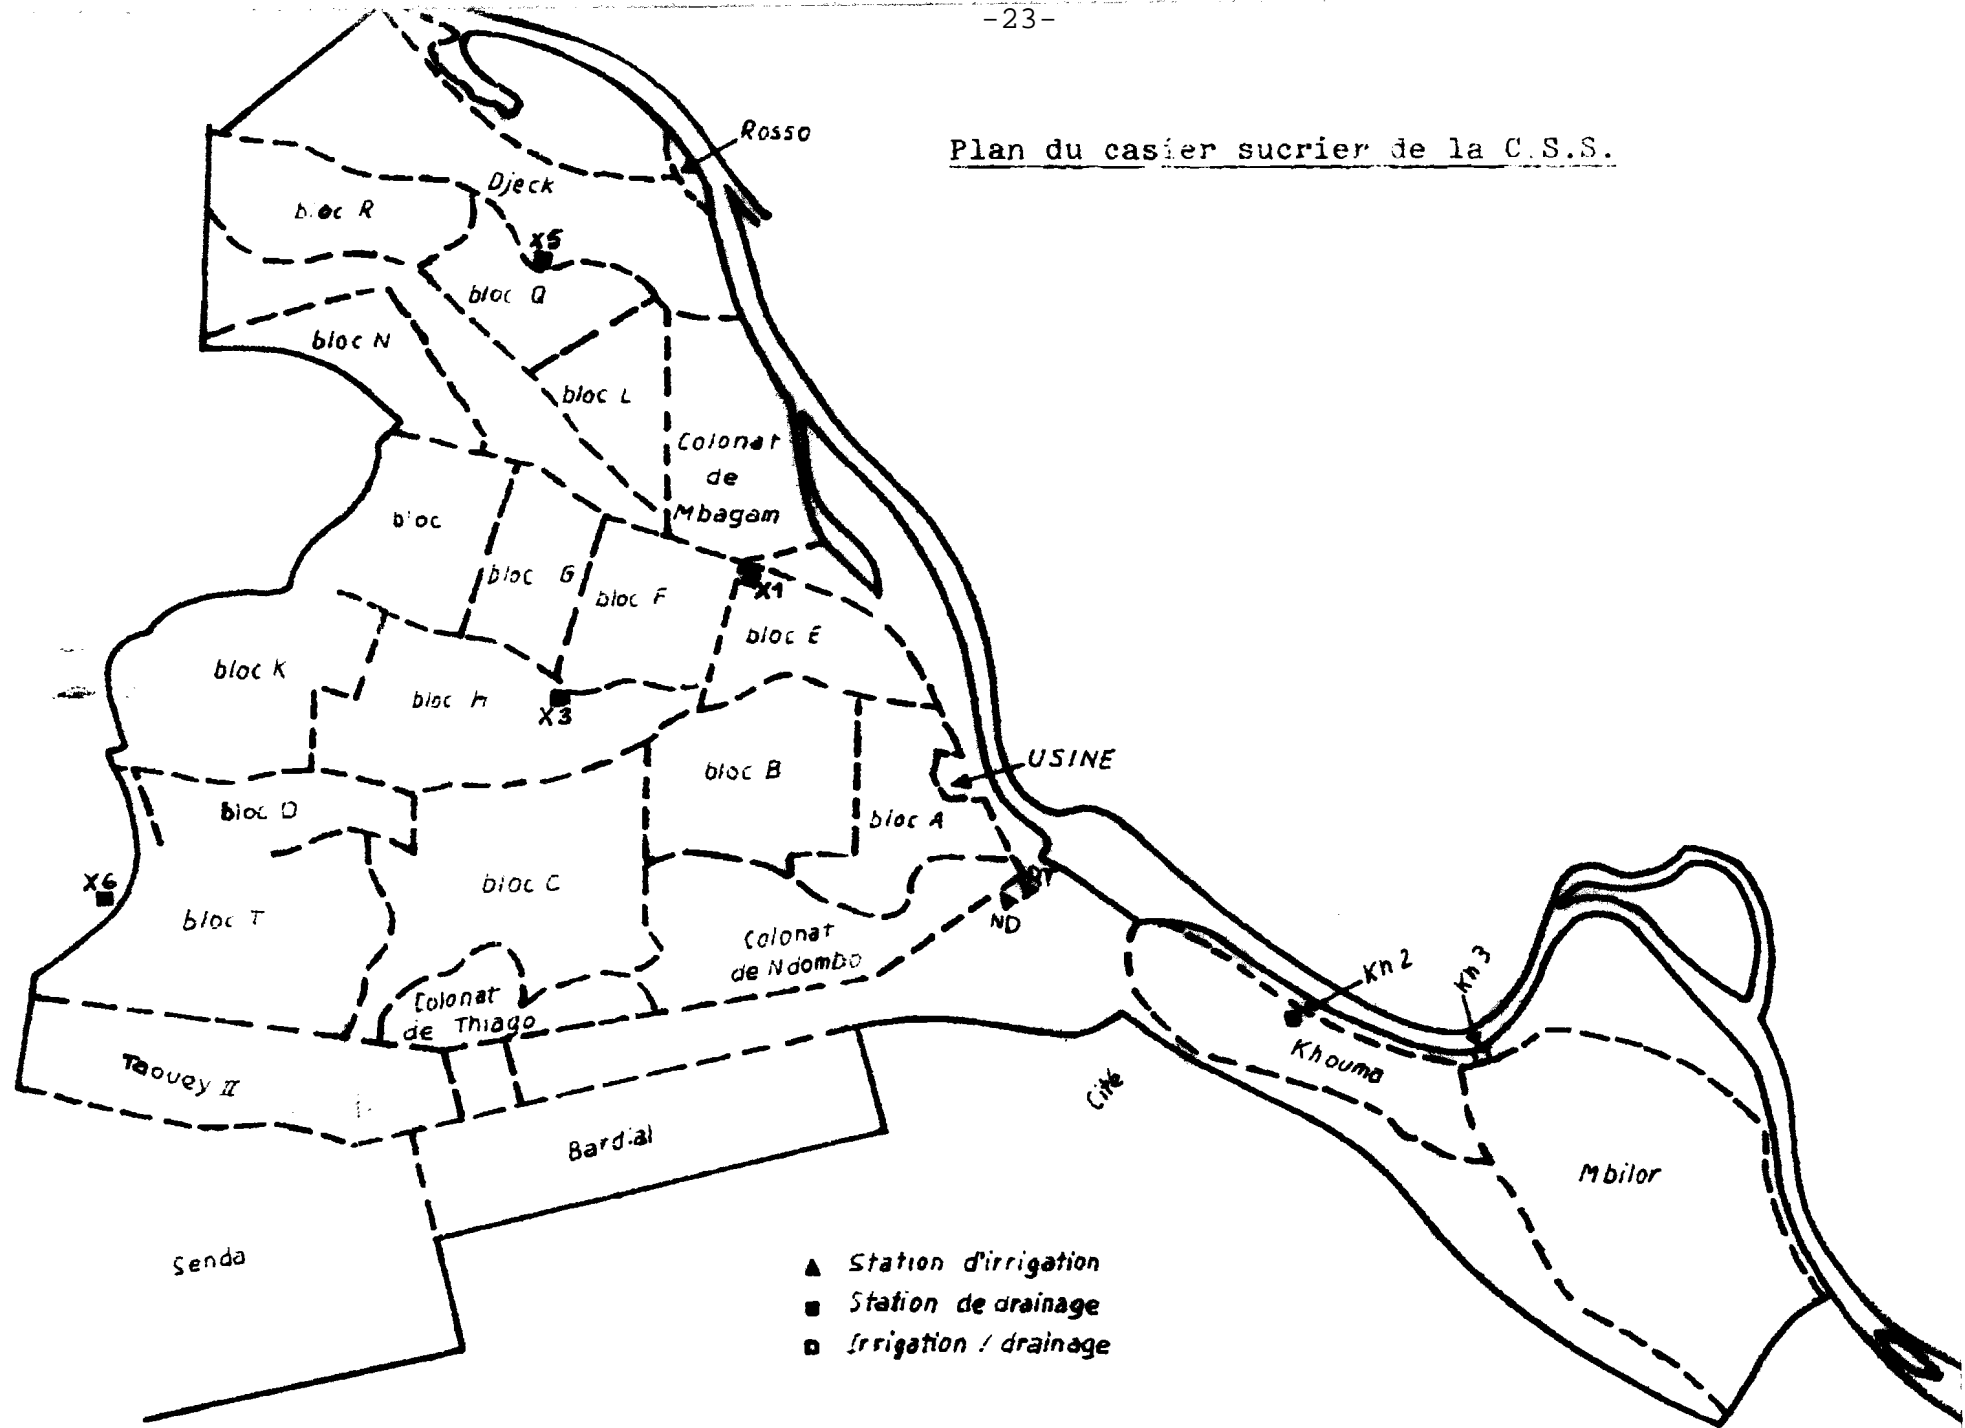 -23-
Plan du casier sucrier de la C.S.S.
Rosso
Djeck
bloc R
X5
bloc Q
bloc N
bloc L
Colonat
de
Mbagam
bloc
bloc G
bloc F
X1
bloc E
bloc K
bloc H
X3
bloc B
USINE
bloc D
bloc A
X6
bloc C
bloc T
ND
Colonat
de Ndombo
Kh 2
Kh 3
Colonat
de Thiago
Khouma
Taouey II
Cité
Bardial
Mbilor
Senda
Station d'irrigation
Station de drainage
Irrigation / drainage